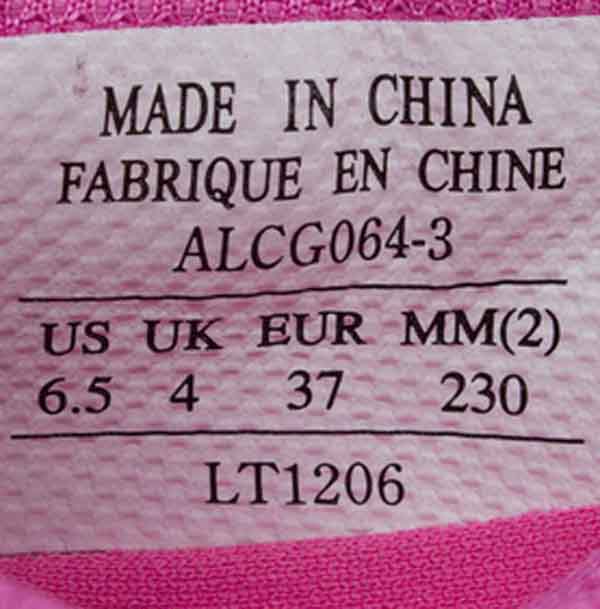 MADE IN CHINA
FABRIQUE EN CHINE
ALCG064-3
US UK EUR MM(2)
6.5 4 37 230
LT1206